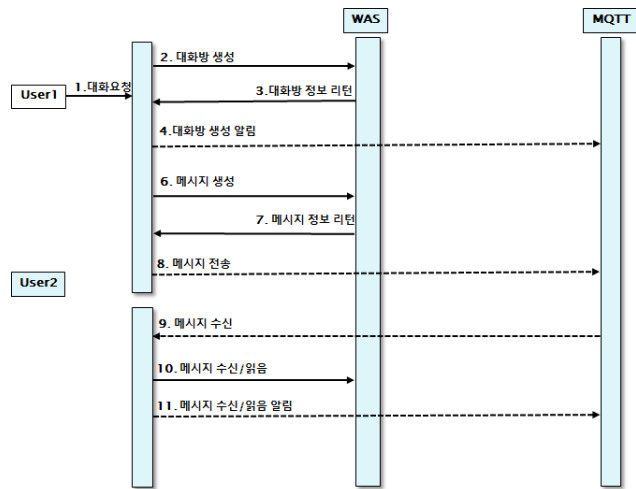 WAS
MQTT
2. 대화방 생성
1.대화요청
User1
3.대화방 정보 리턴
4.대화방 생성 알림
6. 메시지 생성
7. 메시지 정보 리턴
8. 메시지 전송
User2
9. 메시지 수신
10. 메시지 수신/읽음
11. 메시지 수신/읽음 알림